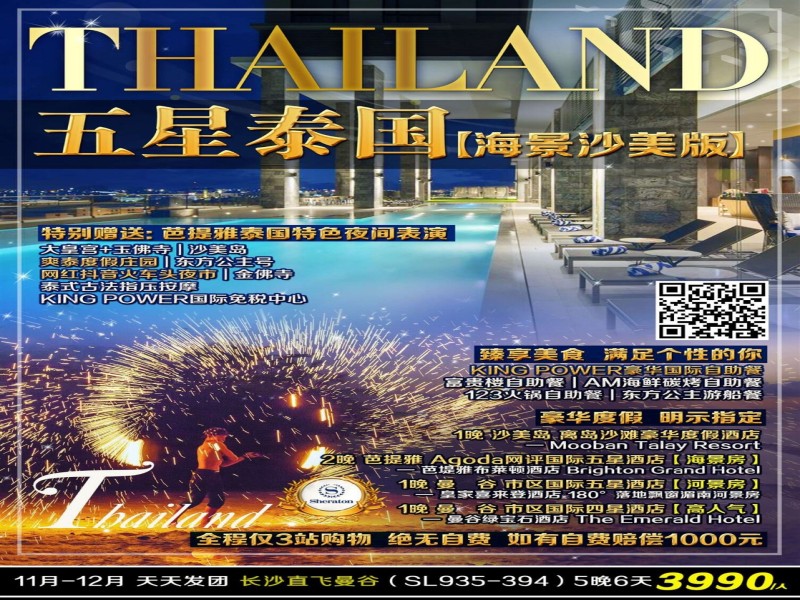 THAILAND
五星泰国【海景沙美版】
特别赠送: 芭提雅泰国特色夜间表演
大皇宫+玉佛寺 | 沙美岛
爽泰度假庄园 | 东方公主号
网红抖音火车头夜市 | 金佛寺
泰式古法指压按摩
KING POWER国际免税中心
臻享美食 满足个性的你
KING POWER豪华国际自助餐
富贵楼自助餐 | AM海鲜碳烤自助餐
123火锅自助餐 | 东方公主游船餐
豪华度假 明示指定
1晚 沙美岛 离岛沙滩豪华度假酒店
— Mooban Talay Resort
2晚 芭提雅 Agoda网评国际五星酒店【海景房】
— 芭堤雅布莱顿酒店 Brighton Grand Hotel
1晚 曼 谷 市区国际五星酒店【河景房】
— 皇家喜来登酒店,180° 落地飘窗湄南河景房
1晚 曼 谷 市区国际四星酒店【高人气】
— 曼谷绿宝石酒店 The Emerald Hotel
Sheraton
Thailand
全程仅3站购物 绝无自费 如有自费赔偿1000元
11月-12月 天天发团 长沙直飞曼谷（SL935-394）5晚6天 3990/人